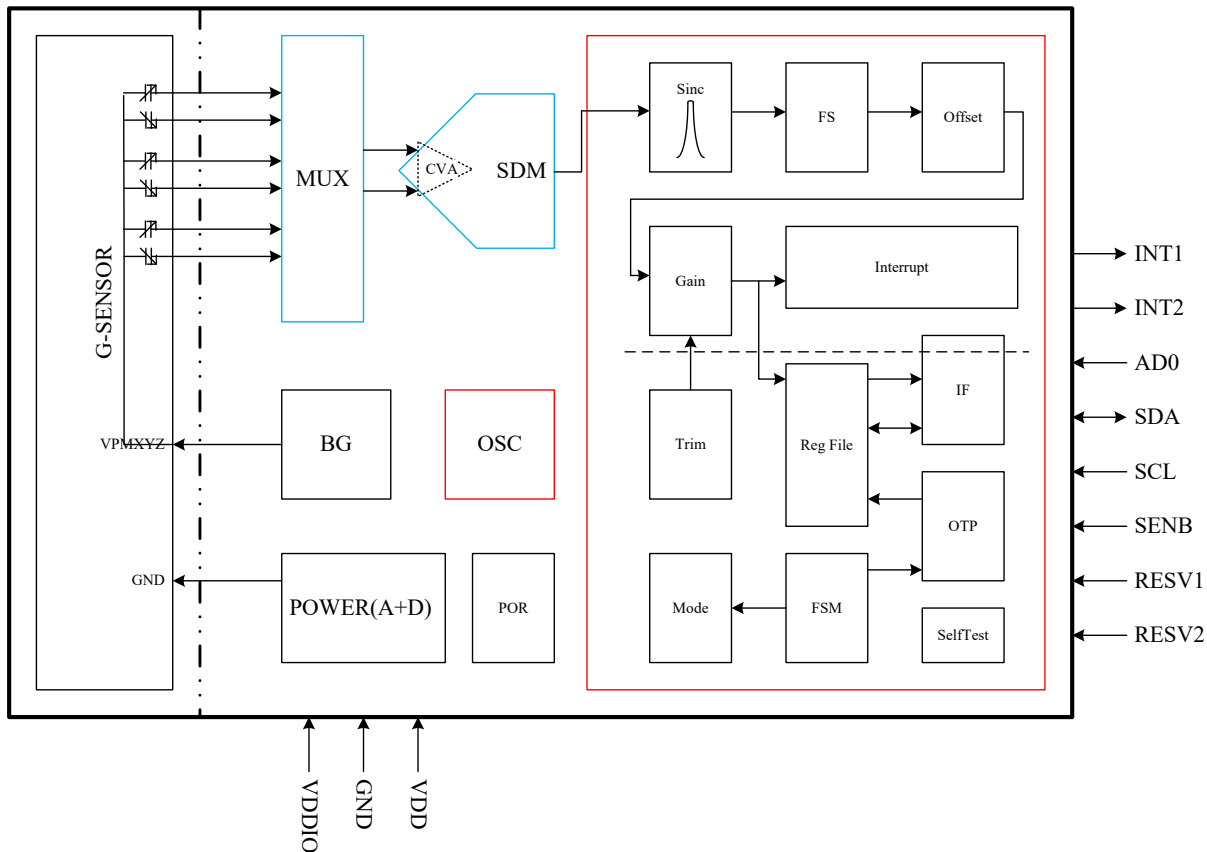 G-SENSOR
VPMXYZ
GND
MUX
CVA
SDM
BG
OSC
POWER(A+D)
POR
Sinc
FS
Offset
Gain
Interrupt
Trim
Reg File
IF
OTP
Mode
FSM
SelfTest
INT1
INT2
AD0
SDA
SCL
SENB
RESV1
RESV2
VDDIO
GND
VDD